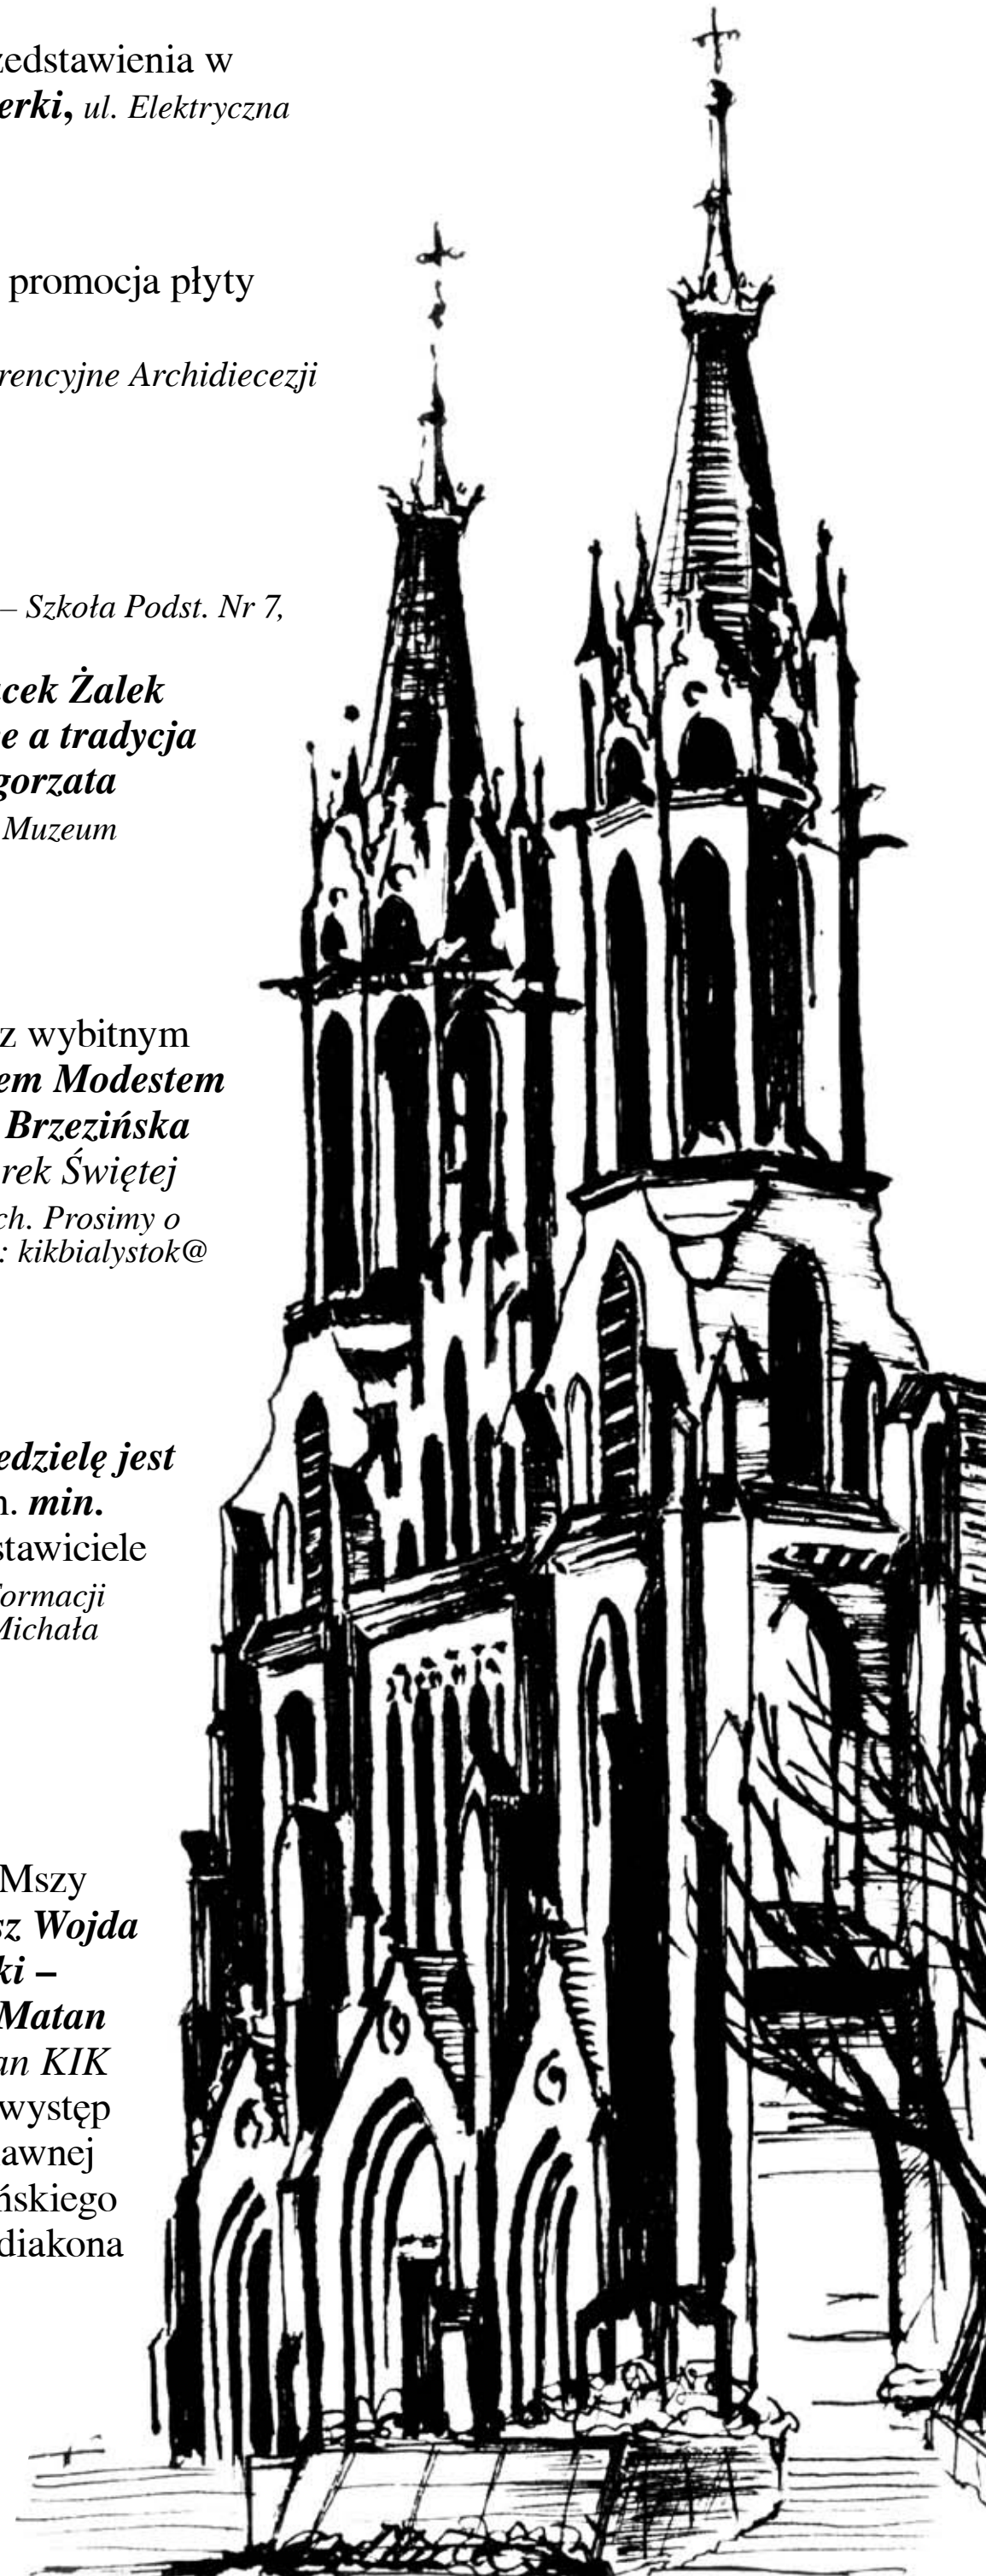 zedstawienia w
erki, ul. Elektryczna
promocja płyty
rencyjne Archidiecezji
– Szkoła Podst. Nr 7,
cek Żalek
e a tradycja
gorzata
Muzeum
z wybitnym
em Modestem
Brzezińska
rek Świętej
ch. Prosimy o
: kikbialystok@
edzielę jest
n. min.
stawiciele
formacji
Michała
Mszy
sz Wojda
ki –
Matan
an KIK
występ
awnej
ńskiego
diakona